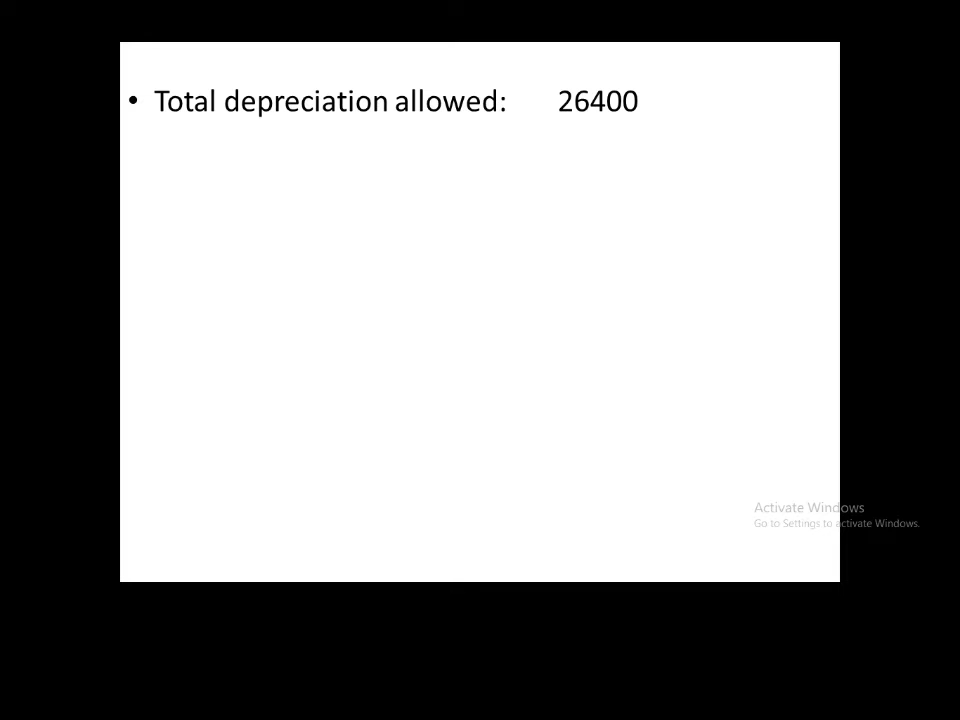 • Total depreciation allowed: 26400
Activate Windows
Go to Settings to activate Windows.